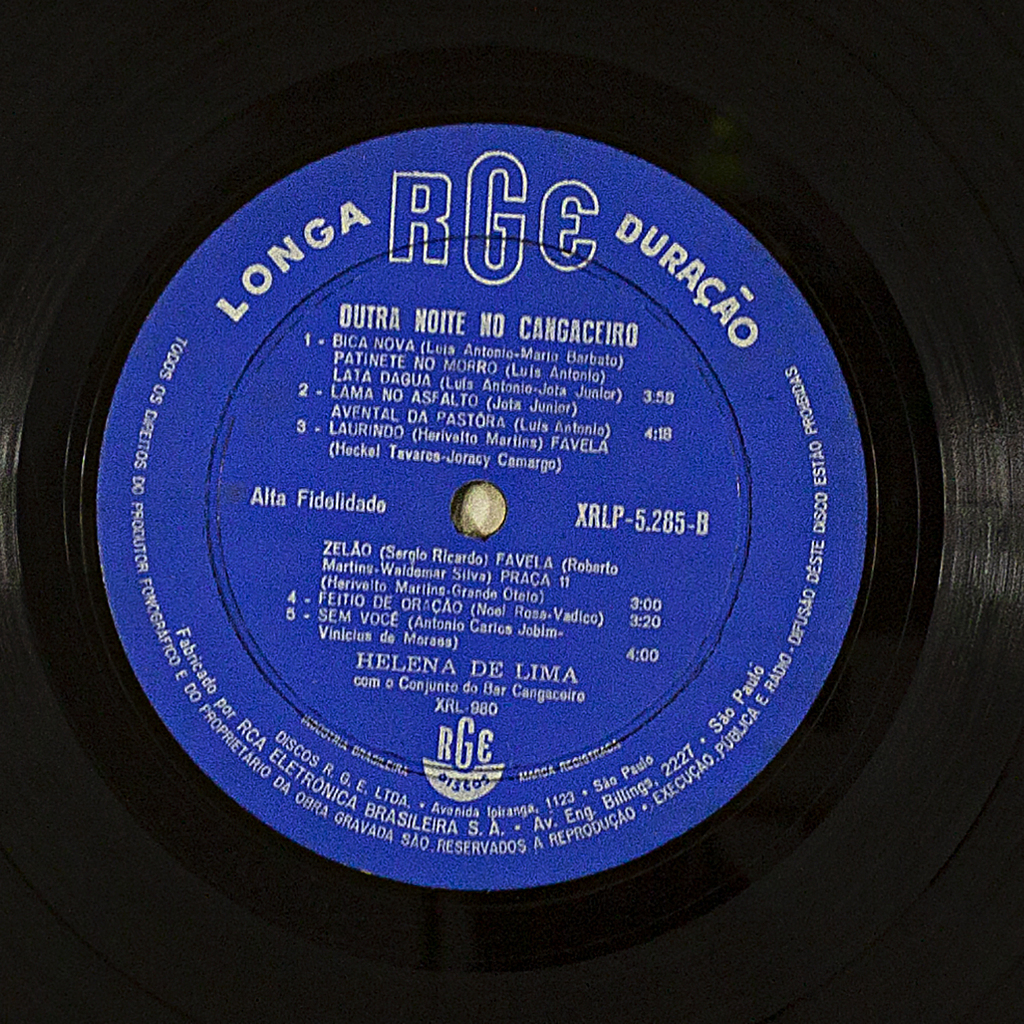 LONGA RGE DURAÇÃO
OUTRA NOITE NO CANGACEIRO
1 - BICA NOVA (Luis Antonio-Mario Barbato)
PATINETE NO MORRO (Luis Antonio)
LATA DAGUA (Luis Antonio-Jota Junior) 3:58
2 - LAMA NO ASFALTO (Jota Junior)
AVENTAL DA PASTÔRA (Luis Antonio) 4:18
3 - LAURINDO (Herivelto Martins) FAVELA
(Heckel Tavares-Joracy Camargo)
Alta Fidelidade XRLP-5.285-B
ZELÃO (Sergio Ricardo) FAVELA (Roberto
Martins-Waldemar Silva) PRAÇA 11
(Herivelto Martins-Grande Otelo) 3:00
4 - FEITIO DE ORAÇÃO (Noel Rosa-Vadico) 3:20
5 - SEM VOCÊ (Antonio Carlos Jobim-
Vinicius de Moraes) 4:00
HELENA DE LIMA
com o Conjunto do Bar Cangaceiro
XRL-980
INDÚSTRIA BRASILEIRA RGE DISCOS MARCA REGISTRADA
DISCOS R. G. E. LTDA. • Avenida Ipiranga, 1123 • São Paulo
Fabricado por RCA ELETRÔNICA BRASILEIRA S. A. - Av. Eng. Billings, 2227 • São Paulo
TODOS OS DIREITOS DO PRODUTOR FONOGRÁFICO E DO PROPRIETÁRIO DA OBRA GRAVADA SÃO RESERVADOS A REPRODUÇÃO • EXECUÇÃO PÚBLICA E RÁDIO-DIFUSÃO DÊSTE DISCO ESTÃO PROIBIDAS